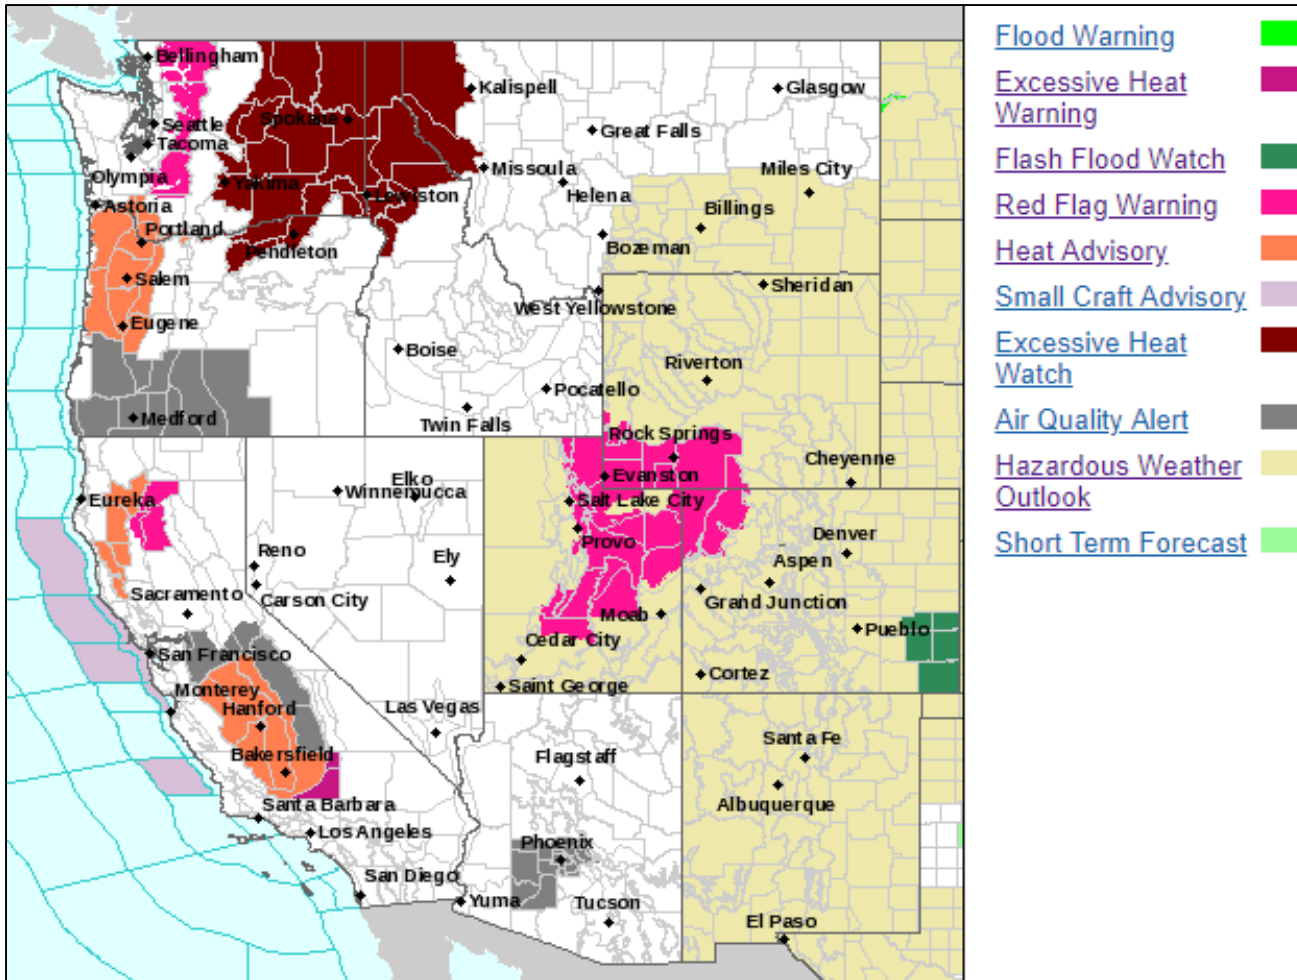 Bellingham
Kalispell
Glasgow
Spokane
Seattle
Great Falls
Tacoma
Missoula
Miles City
Olympia
Yakima
Lewiston
Helena
Astoria
Billings
Portland
Pendleton
Bozeman
Salem
Sheridan
West Yellowstone
Eugene
Boise
Riverton
Pocatello
Medford
Twin Falls
Rock Springs
Cheyenne
Elko
Evanston
Winnemucca
Eureka
Salt Lake City
Denver
Provo
Reno
Ely
Aspen
Sacramento
Carson City
Grand Junction
Moab
Pueblo
Cedar City
San Francisco
Cortez
Monterey
Saint George
Hanford
Las Vegas
Santa Fe
Bakersfield
Flagstaff
Santa Barbara
Albuquerque
Los Angeles
Phoenix
San Diego
Yuma
Tucson
El Paso
Flood Warning
Excessive Heat
Warning
Flash Flood Watch
Red Flag Warning
Heat Advisory
Small Craft Advisory
Excessive Heat
Watch
Air Quality Alert
Hazardous Weather
Outlook
Short Term Forecast